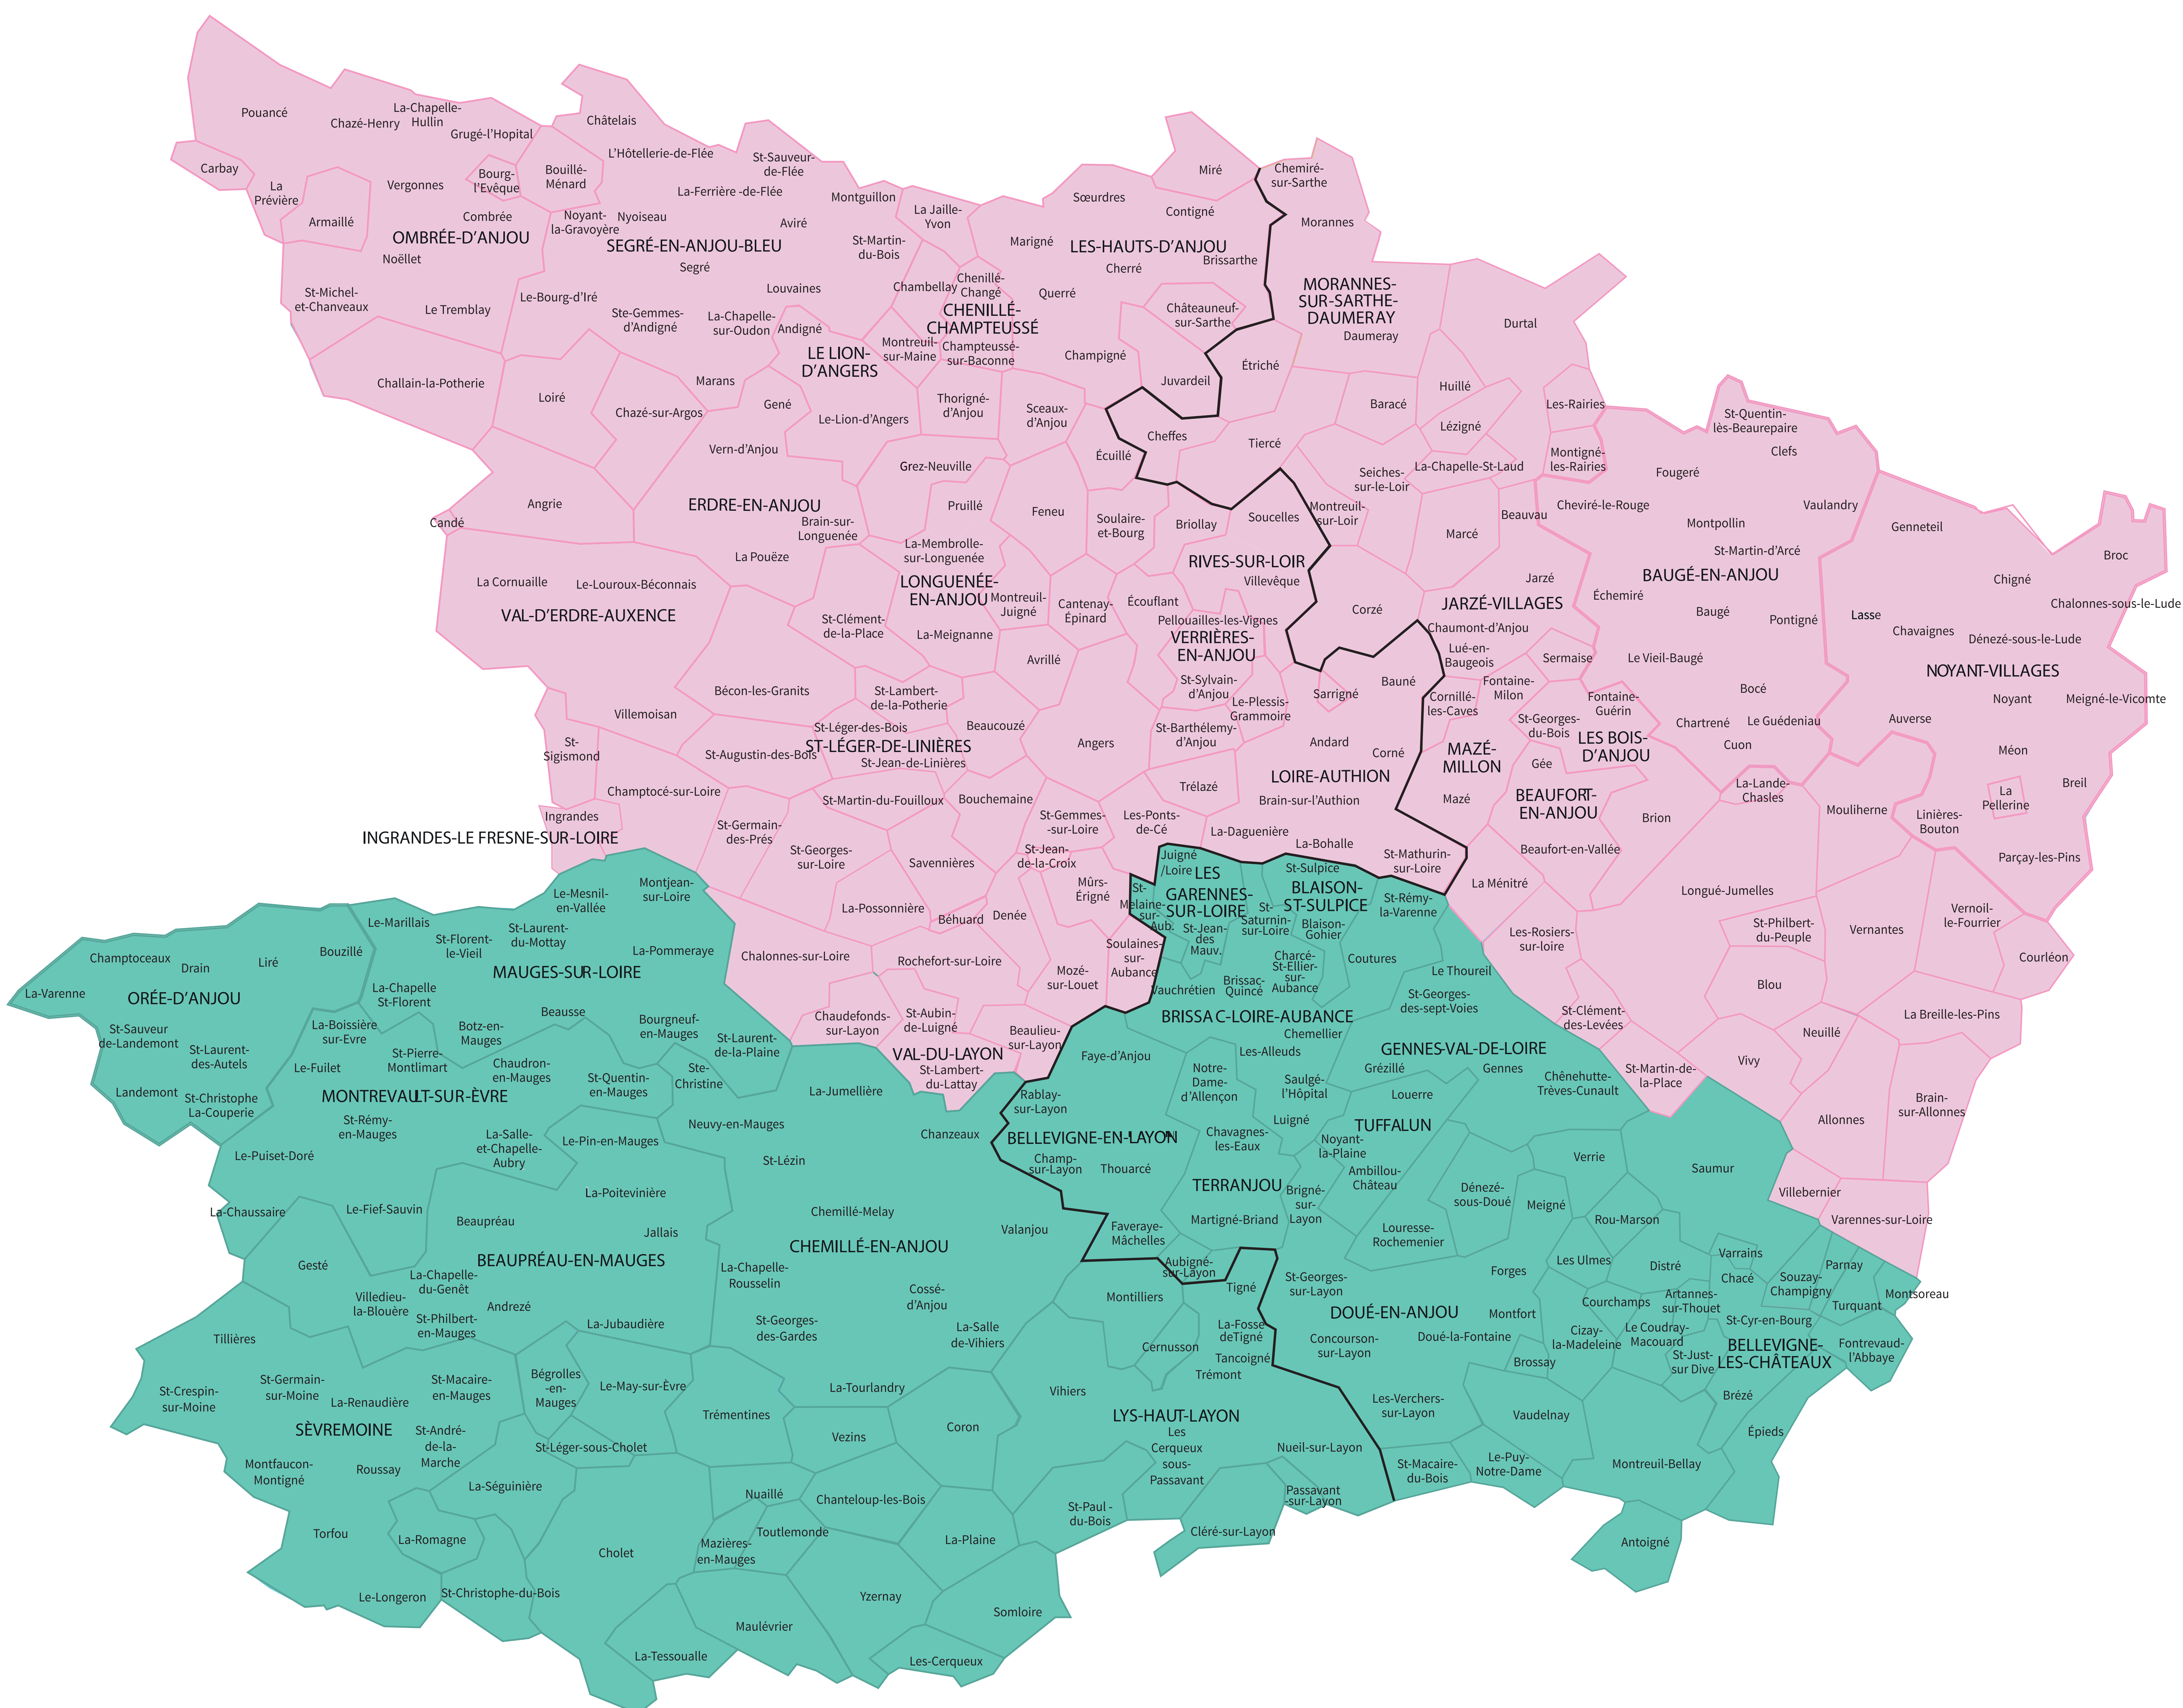 Pouancé
Chazé-Henry
La-Chapelle-
Hullin
Grugé-l'Hopital
Carbay
La
Prévière
Armaillé
Vergonnes
Bourg-
l'Evêque
Bouillé-
Ménard
Combrée
OMBRÉE-D'ANJOU
Noëllet
St-Michel-
et-Chanveaux
Le Tremblay
Châtelais
L'Hôtellerie-de-Flée
St-Sauveur-
de-Flée
La-Ferrière -de-Flée
Noyant-
la-Gravoyère
Nyoiseau
Aviré
SEGRÉ-EN-ANJOU-BLEU
Segré
Montguillon
St-Martin-
du-Bois
Louvaines
Le-Bourg-d'Iré
Ste-Gemmes-
d'Andigné
La-Chapelle-
sur-Oudon
Andigné
La Jaille-
Yvon
Chambellay
Chenillé-
Changé
CHENILLÉ-
CHAMPTEUSSÉ
Champteussé-
sur-Baconne
Montreuil-
sur-Maine
LE LION-
D'ANGERS
Marans
Gené
Le-Lion-d'Angers
Sœurdres
Miré
Contigné
Marigné
LES-HAUTS-D'ANJOU
Cherré
Brissarthe
Querré
Châteauneuf-
sur-Sarthe
Champigné
Juvardeil
Chemiré-
sur-Sarthe
Morannes
MORANNES-
SUR-SARTHE-
DAUMERAY
Daumeray
Étriché
Durtal
Huillé
Baracé
Lézigné
Les-Rairies
Montigné-
les-Rairies
La-Chapelle-St-Laud
Seiches-
sur-le-Loir
Challain-la-Potherie
Loiré
Chazé-sur-Argos
Vern-d'Anjou
Thorigné-
d'Anjou
Sceaux-
d'Anjou
Cheffes
Écuillé
Tiercé
Grez-Neuville
Angrie
Candé
ERDRE-EN-ANJOU
Brain-sur-
Longuenée
La Pouëze
Pruillé
Feneu
Soulaire-
et-Bourg
Briollay
Soucelles
Montreuil-
sur-Loir
Marcé
Beauvau
La-Membrolle-
sur-Longuenée
LONGUENÉE-
EN-ANJOU
La-Meignanne
RIVES-SUR-LOIR
Villevêque
Corzé
JARZÉ-VILLAGES
Jarzé
Chaumont-d'Anjou
Lué-en-
Baugeois
Sermaise
St-Quentin-
lès-Beaurepaire
Clefs
Fougeré
Cheviré-le-Rouge
Vaulandry
Montpollin
St-Martin-d'Arcé
BAUGÉ-EN-ANJOU
Échemiré
Baugé
Pontigné
Le Vieil-Baugé
Bocé
Chartrené
Le Guédeniau
Cuon
Genneteil
Broc
Chigné
Chalonnes-sous-le-Lude
Lasse
Chavaignes
Dénezé-sous-le-Lude
NOYANT-VILLAGES
Noyant
Meigné-le-Vicomte
Auverse
Méon
Breil
La
Pellerine
Linières-
Bouton
Parçay-les-Pins
La Cornuaille
Le-Louroux-Béconnais
VAL-D'ERDRE-AUXENCE
Villemoisan
Bécon-les-Granits
St-Clément-
de-la-Place
Montreuil-
Juigné
Cantenay-
Épinard
Écouflant
Pellouailles-les-Vignes
VERRIÈRES-
EN-ANJOU
St-Sylvain-
d'Anjou
Avrillé
St-Lambert-
de-la-Potherie
St-Léger-des-Bois
ST-LÉGER-DE-LINIÈRES
St-Jean-de-Linières
St-Augustin-des-Bois
Beaucouzé
Angers
St-Barthélemy-
d'Anjou
Le-Plessis-
Grammoire
Sarrigné
Bauné
Andard
Corné
LOIRE-AUTHION
Brain-sur-l'Authion
La-Daguenière
La-Bohalle
St-Mathurin-
sur-Loire
Trélazé
Cornillé-
les-Caves
MAZÉ-
MILLON
Mazé
Fontaine-
Milon
St-Georges-
du-Bois
Fontaine-
Guérin
LES BOIS-
D'ANJOU
Gée
BEAUFORT-
EN-ANJOU
Beaufort-en-Vallée
Brion
La-Lande-
Chasles
Mouliherne
La Ménitré
Longué-Jumelles
Les-Rosiers-
sur-loire
St-Philbert-
du-Peuple
Vernantes
Vernoil-
le-Fourrier
Courléon
Blou
La Breille-les-Pins
Neuillé
Vivy
St-Clément-
des-Levées
St-Martin-de-
la-Place
Allonnes
Brain-
sur-Allonnes
Villebernier
Varennes-sur-Loire
St-
Sigismond
Champtocé-sur-Loire
Ingrandes
INGRANDES-LE FRESNE-SUR-LOIRE
St-Germain-
des-Prés
St-Martin-du-Fouilloux
Bouchemaine
St-Georges-
sur-Loire
Savennières
La-Possonnière
Béhuard
Denée
St-Gemmes-
-sur-Loire
Les-Ponts-
de-Cé
St-Jean-
de-la-Croix
Mûrs-
Érigné
Chalonnes-sur-Loire
Rochefort-sur-Loire
Mozé-
sur-Louet
Soulaines-
sur-
Aubance
Chaudefonds-
sur-Layon
St-Aubin-
de-Luigné
Beaulieu-
sur-Layon
VAL-DU-LAYON
St-Lambert-
du-Lattay
Champtoceaux
Drain
Liré
Bouzillé
La-Varenne
ORÉE-D'ANJOU
St-Sauveur
de-Landemont
St-Laurent-
des-Autels
Landemont
St-Christophe
La-Couperie
Le-Marillais
St-Florent-
le-Vieil
St-Laurent-
du-Mottay
Le-Mesnil-
en-Vallée
Montjean-
sur-Loire
La-Pommeraye
MAUGES-SUR-LOIRE
La-Chapelle
St-Florent
Botz-en-
Mauges
Beausse
Bourgneuf-
en-Mauges
St-Laurent-
de-la-Plaine
Ste-
Christine
La-Boissière
sur-Evre
Le-Fuilet
St-Pierre-
Montlimart
Chaudron-
en-Mauges
St-Quentin-
en-Mauges
MONTREVAULT-SUR-ÈVRE
St-Rémy-
en-Mauges
La-Salle-
et-Chapelle-
Aubry
Le-Puiset-Doré
La-Chaussaire
Le-Fief-Sauvin
Le-Pin-en-Mauges
La-Poitevinière
Beaupréau
Jallais
BEAUPRÉAU-EN-MAUGES
Gesté
La-Chapelle-
du-Genêt
Villedieu-
la-Blouère
Andrezé
St-Philbert-
en-Mauges
La-Jubaudière
La-Jumellière
Neuvy-en-Mauges
Chanzeaux
St-Lézin
Chemillé-Melay
Valanjou
CHEMILLÉ-EN-ANJOU
La-Chapelle-
Rousselin
Cossé-
d'Anjou
St-Georges-
des-Gardes
La-Salle
de-Vihiers
La-Tourlandry
Tillières
St-Crespin-
sur-Moine
St-Germain-
sur-Moine
La-Renaudière
St-Macaire-
en-Mauges
SÈVREMOINE
St-André-
de-la-
Marche
Montfaucon-
Montigné
Roussay
Torfou
Le-Longeron
La-Romagne
St-Christophe-du-Bois
La-Séguinière
Bégrolles
-en-
Mauges
Le-May-sur-Èvre
St-Léger-sous-Cholet
Trémentines
Vezins
Coron
Nuaillé
Chanteloup-les-Bois
Toutlemonde
Mazières-
en-Mauges
Cholet
La-Plaine
Yzernay
Somloire
Maulévrier
La-Tessoualle
Les-Cerqueux
Juigné
/Loire
LES
GARENNES-
SUR-LOIRE
St-
Melaine-
sur-
Aub.
St-Jean-
des
Mauv.
St-Sulpice
BLAISON-
ST-SULPICE
Blaison-
Gohier
St-
Saturnin-
sur-Loire
St-Rémy-
la-Varenne
Charcé-
St-Ellier-
sur-
Aubance
Coutures
Vauchrétien
Brissac-
Quincé
BRISSA C-LOIRE-AUBANCE
Chemellier
Les-Alleuds
Saulgé-
l'Hôpital
Luigné
Le Thoureil
St-Georges-
des-sept-Voies
GENNES-VAL-DE-LOIRE
Grézillé
Gennes
Chênehutte-
Trèves-Cunault
Louerre
TUFFALUN
Noyant-
la-Plaine
Ambillou-
Château
Faye-d'Anjou
Rablay-
sur-Layon
BELLEVIGNE-EN-LAYON
Champ-
sur-Layon
Thouarcé
Faveraye-
Mâchelles
Notre-
Dame-
d'Allençon
Chavagnes-
les-Eaux
TERRANJOU
Martigné-Briand
Brigné-
sur-
Layon
Aubigné-
sur-Layon
Tigné
Montilliers
Cernusson
La-Fosse
deTigné
Tancoigné
Trémont
Vihiers
LYS-HAUT-LAYON
Les
Cerqueux
sous-
Passavant
Nueil-sur-Layon
St-Paul -
du-Bois
Cléré-sur-Layon
Passavant
-sur-Layon
St-Georges-
sur-Layon
DOUÉ-EN-ANJOU
Concourson-
sur-Layon
Doué-la-Fontaine
Montfort
Forges
Brossay
Les-Verchers-
sur-Layon
Louresse-
Rochemenier
Dénezé-
sous-Doué
Meigné
Verrie
Saumur
Rou-Marson
Les Ulmes
Distré
Varrains
Chacé
Souzay-
Champigny
Parnay
Turquant
Montsoreau
Courchamps
Artannes-
sur-Thouet
St-Cyr-en-Bourg
Cizay-
la-Madeleine
Le Coudray-
Macouard
St-Just-
sur Dive
BELLEVIGNE-
LES-CHÂTEAUX
Fontrevaud-
l'Abbaye
Brézé
Épieds
Vaudelnay
St-Macaire-
du-Bois
Le-Puy-
Notre-Dame
Montreuil-Bellay
Antoigné